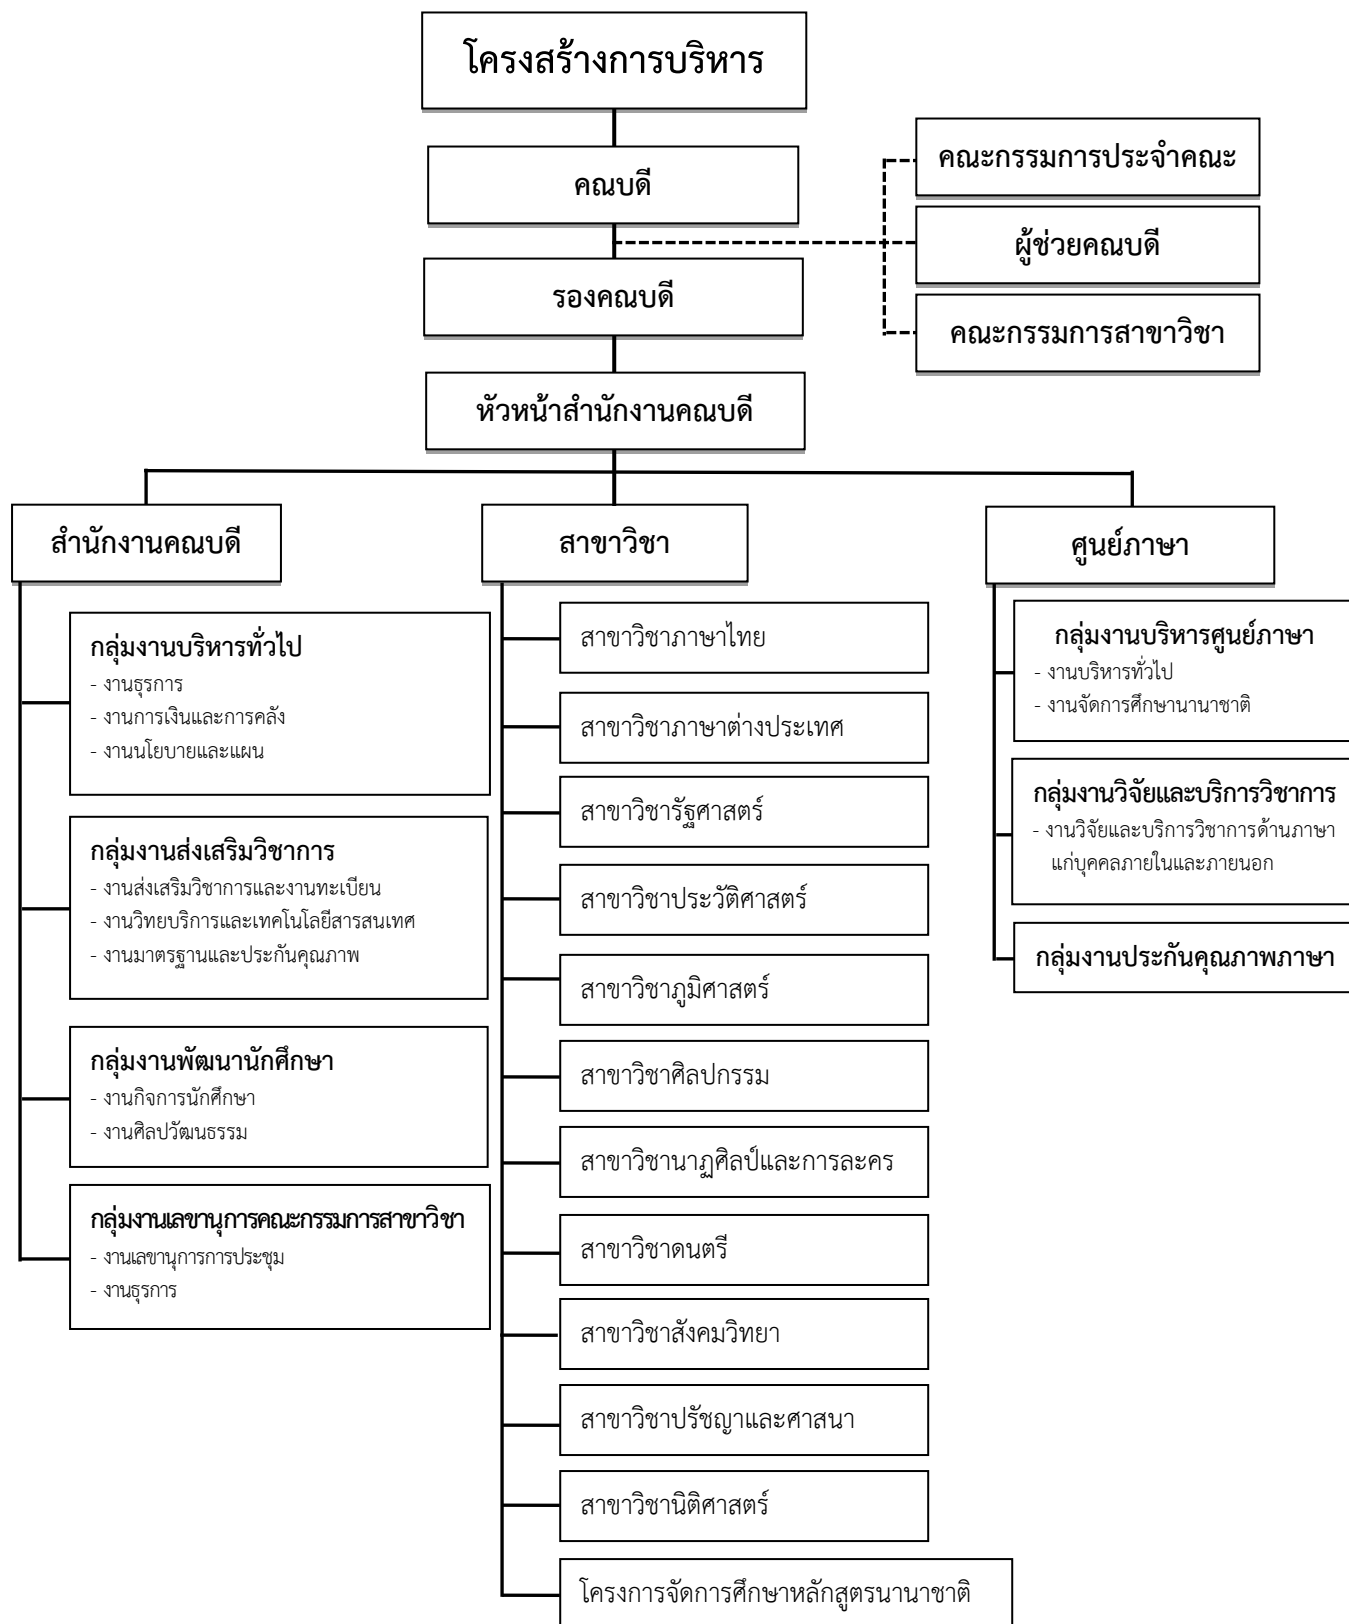 โครงสร้างการบริหาร
คณบดี
คณะกรรมการประจำคณะ
ผู้ช่วยคณบดี
คณะกรรมการสาขาวิชา
รองคณบดี
หัวหน้าสำนักงานคณบดี
สำนักงานคณบดี
กลุ่มงานบริหารทั่วไป
- งานธุรการ
- งานการเงินและการคลัง
- งานนโยบายและแผน
กลุ่มงานส่งเสริมวิชาการ
- งานส่งเสริมวิชาการและงานทะเบียน
- งานวิทยบริการและเทคโนโลยีสารสนเทศ
- งานมาตรฐานและประกันคุณภาพ
กลุ่มงานพัฒนานักศึกษา
- งานกิจการนักศึกษา
- งานศิลปวัฒนธรรม
กลุ่มงานเลขานุการคณะกรรมการสาขาวิชา
- งานเลขานุการการประชุม
- งานธุรการ
สาขาวิชา
สาขาวิชาภาษาไทย
สาขาวิชาภาษาต่างประเทศ
สาขาวิชารัฐศาสตร์
สาขาวิชาประวัติศาสตร์
สาขาวิชาภูมิศาสตร์
สาขาวิชาศิลปกรรม
สาขาวิชานาฏศิลป์และการละคร
สาขาวิชาดนตรี
สาขาวิชาสังคมวิทยา
สาขาวิชาปรัชญาและศาสนา
สาขาวิชานิติศาสตร์
โครงการจัดการศึกษาหลักสูตรนานาชาติ
ศูนย์ภาษา
กลุ่มงานบริหารศูนย์ภาษา
- งานบริหารทั่วไป
- งานจัดการศึกษานานาชาติ
กลุ่มงานวิจัยและบริการวิชาการ
- งานวิจัยและบริการวิชาการด้านภาษา
แก่บุคคลภายในและภายนอก
กลุ่มงานประกันคุณภาพภาษา